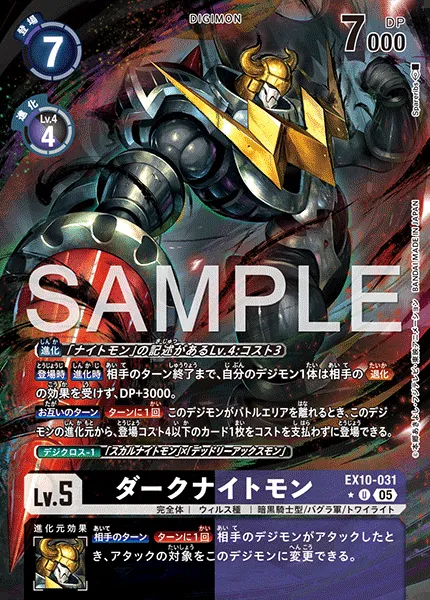 DIGIMON
登場
7
7000
DP
進化
Lv.4
4
Sparrowbs
BANDAI MADE IN JAPAN
SAMPLE
進化 「ナイトモン」の記述があるLv.4:コスト3
登場時 進化時 相手のターン終了まで、自分のデジモン1体は相手の≪退化≫
の効果を受けず、DP+3000。
お互いのターン ターンに1回 このデジモンがバトルエリアを離れるとき、このデジ
モンの進化元から、登場コスト4以下のカード1枚をコストを支払わずに登場できる。
デジクロス-1 「スカルナイトモン」×「デッドリーアックスモン」
Lv.5
ダークナイトモン
EX10-031
U 05
完全体 | ウィルス種 | 暗黒騎士型/バグラ軍/トワイライト
進化元効果
相手のターン ターンに1回 相手のデジモンがアタックしたと
き、アタックの対象をこのデジモンに変更できる。